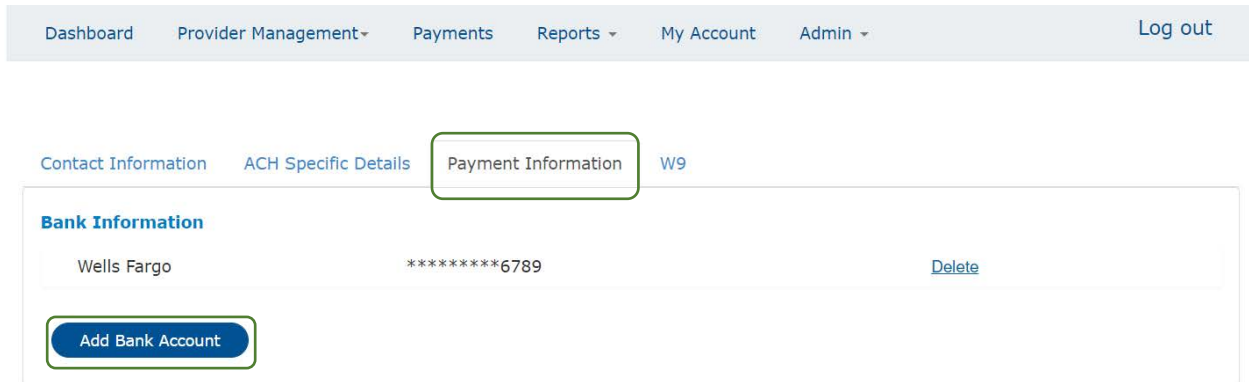 Dashboard Provider Management Payments Reports My Account Admin Log out
Contact Information ACH Specific Details Payment Information W9
Bank Information
Wells Fargo *********6789 Delete
Add Bank Account